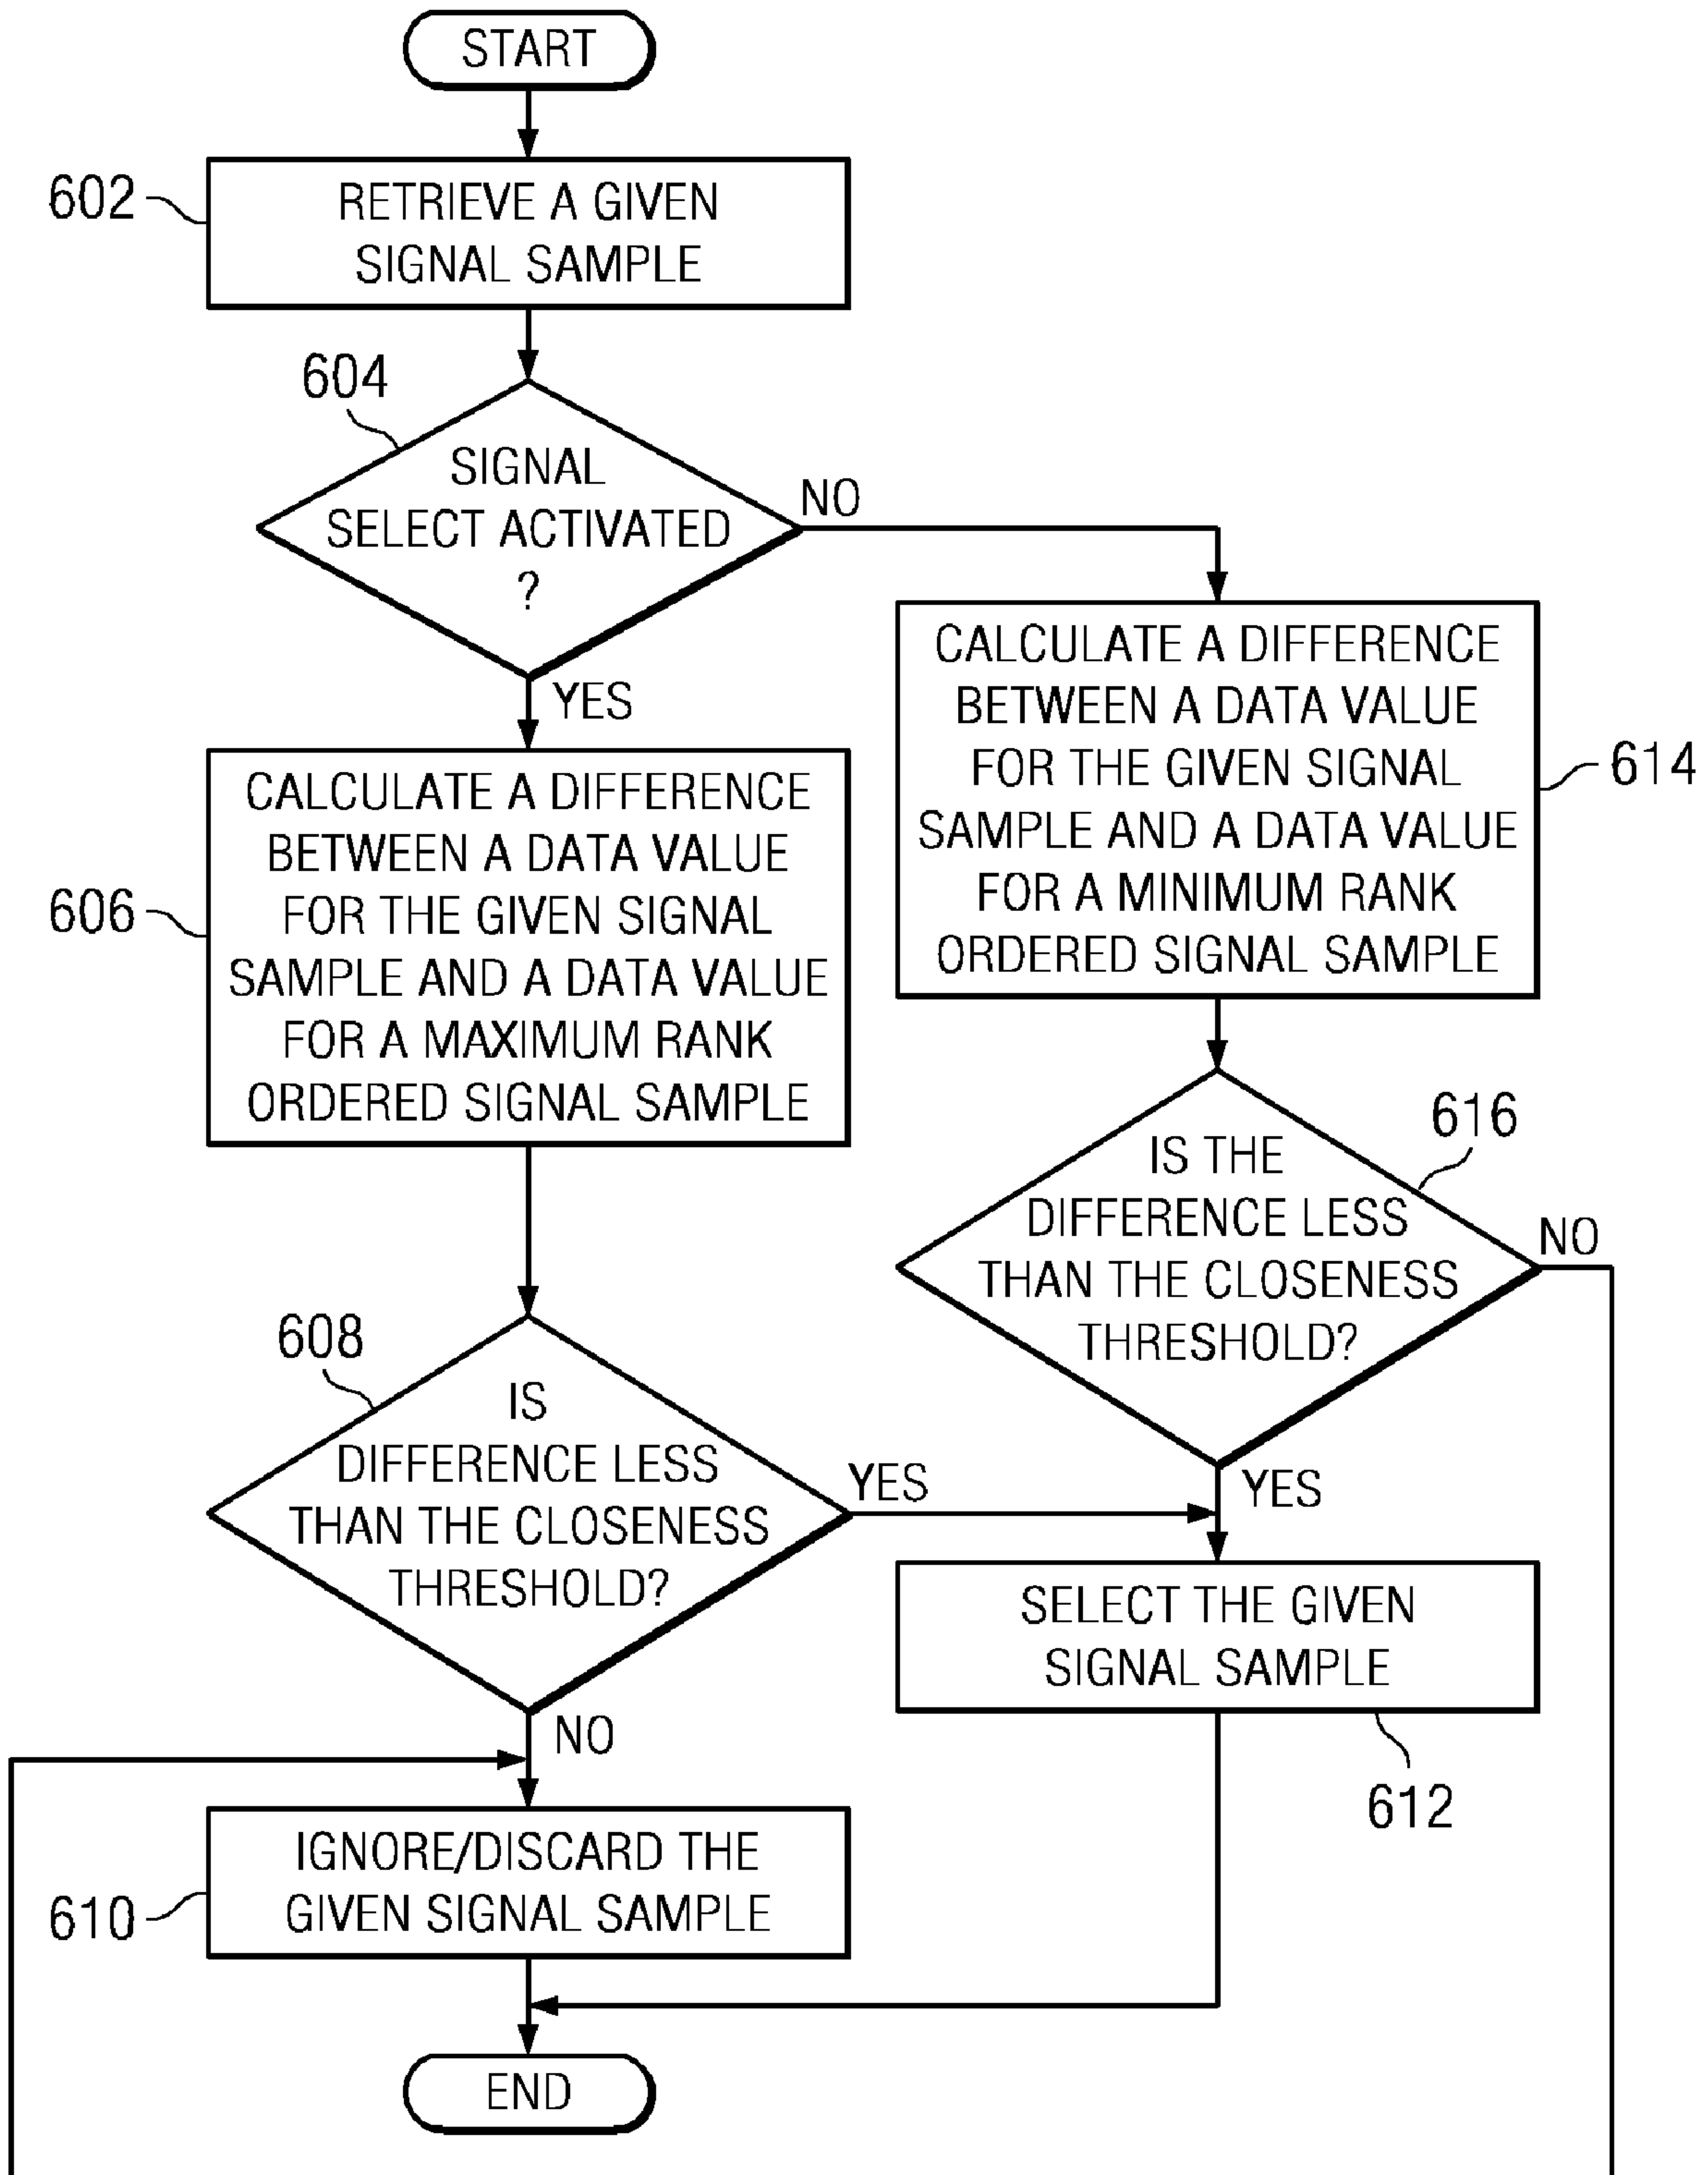 START
602
RETRIEVE A GIVEN
SIGNAL SAMPLE
604
SIGNAL
SELECT ACTIVATED
?
NO
YES
606
CALCULATE A DIFFERENCE
BETWEEN A DATA VALUE
FOR THE GIVEN SIGNAL
SAMPLE AND A DATA VALUE
FOR A MAXIMUM RANK
ORDERED SIGNAL SAMPLE
CALCULATE A DIFFERENCE
BETWEEN A DATA VALUE
FOR THE GIVEN SIGNAL
SAMPLE AND A DATA VALUE
FOR A MINIMUM RANK
ORDERED SIGNAL SAMPLE
614
616
IS THE
DIFFERENCE LESS
THAN THE CLOSENESS
THRESHOLD?
NO
YES
608
IS
DIFFERENCE LESS
THAN THE CLOSENESS
THRESHOLD?
YES
NO
SELECT THE GIVEN
SIGNAL SAMPLE
612
610
IGNORE/DISCARD THE
GIVEN SIGNAL SAMPLE
END